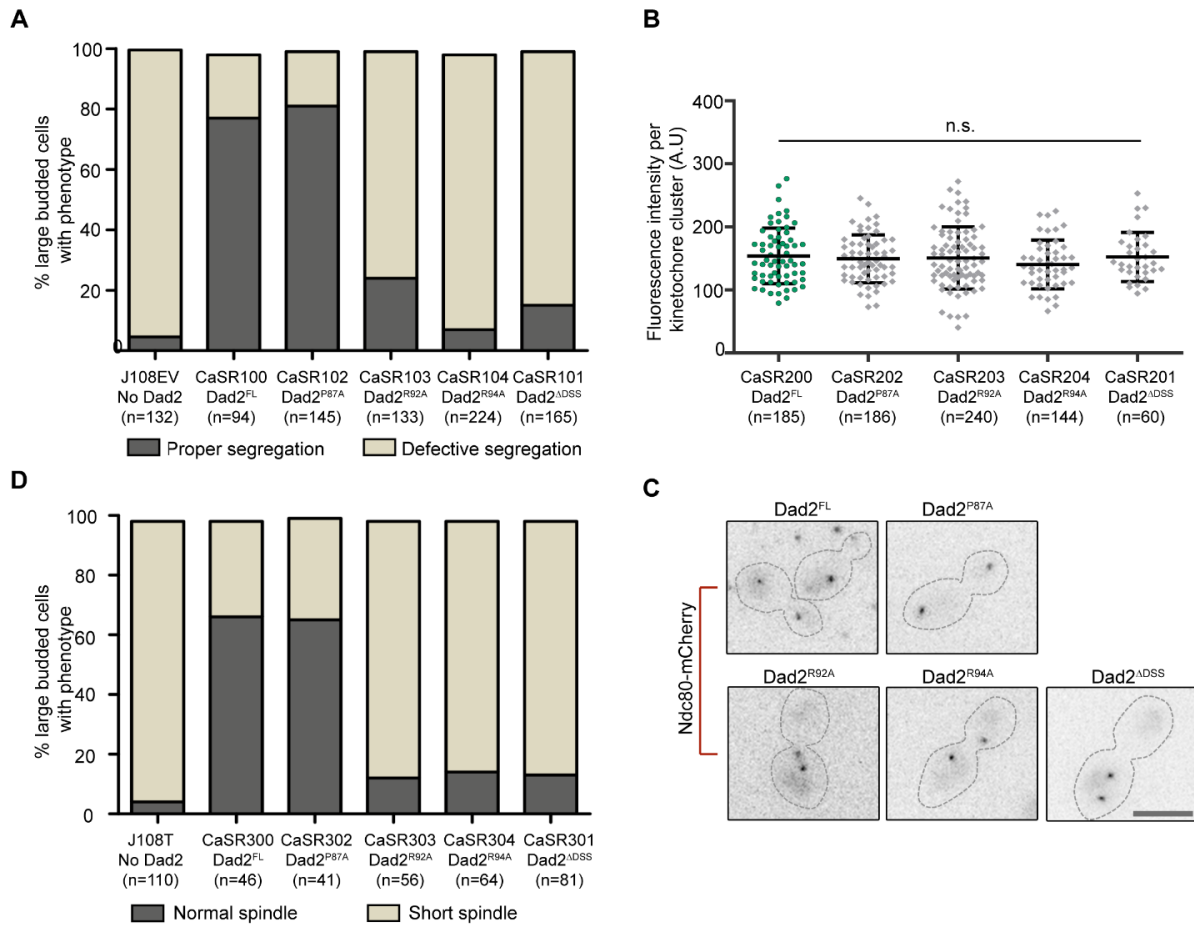 A
% large budded cells
with phenotype
100
80
60
40
20
0
J108EV CaSR100 CaSR102 CaSR103 CaSR104 CaSR101
No Dad2 Dad2FL Dad2P87A Dad2R92A Dad2R94A Dad2ΔDSS
(n=132) (n=94) (n=145) (n=133) (n=224) (n=165)
Proper segregation Defective segregation
B
Fluorescence intensity per
kinetochore cluster (A.U)
400
300
200
100
0
n.s.
CaSR200 CaSR202 CaSR203 CaSR204 CaSR201
Dad2FL Dad2P87A Dad2R92A Dad2R94A Dad2ΔDSS
(n=185) (n=186) (n=240) (n=144) (n=60)
D
% large budded cells
with phenotype
100
80
60
40
20
0
J108T CaSR300 CaSR302 CaSR303 CaSR304 CaSR301
No Dad2 Dad2FL Dad2P87A Dad2R92A Dad2R94A Dad2ΔDSS
(n=110) (n=46) (n=41) (n=56) (n=64) (n=81)
Normal spindle Short spindle
C
Ndc80-mCherry
Dad2FL Dad2P87A
Dad2R92A Dad2R94A Dad2ΔDSS